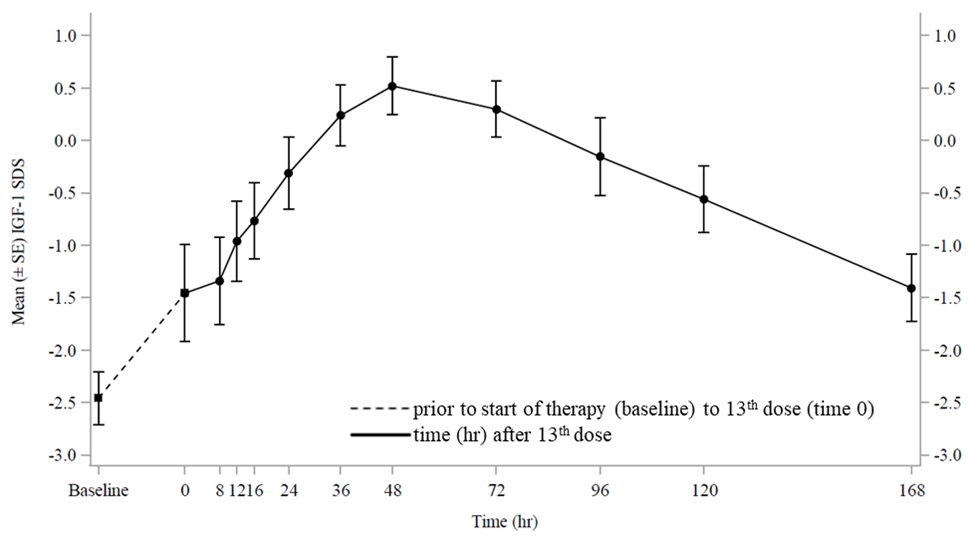 Mean (± SE) IGF-1 SDS
1.0 1.0
0.5 0.5
0.0 0.0
-0.5 -0.5
-1.0 -1.0
-1.5 -1.5
-2.0 -2.0
-2.5 -2.5
-3.0 -3.0
prior to start of therapy (baseline) to 13th dose (time 0)
time (hr) after 13th dose
Baseline 0 8 12 16 24 36 48 72 96 120 168
Time (hr)